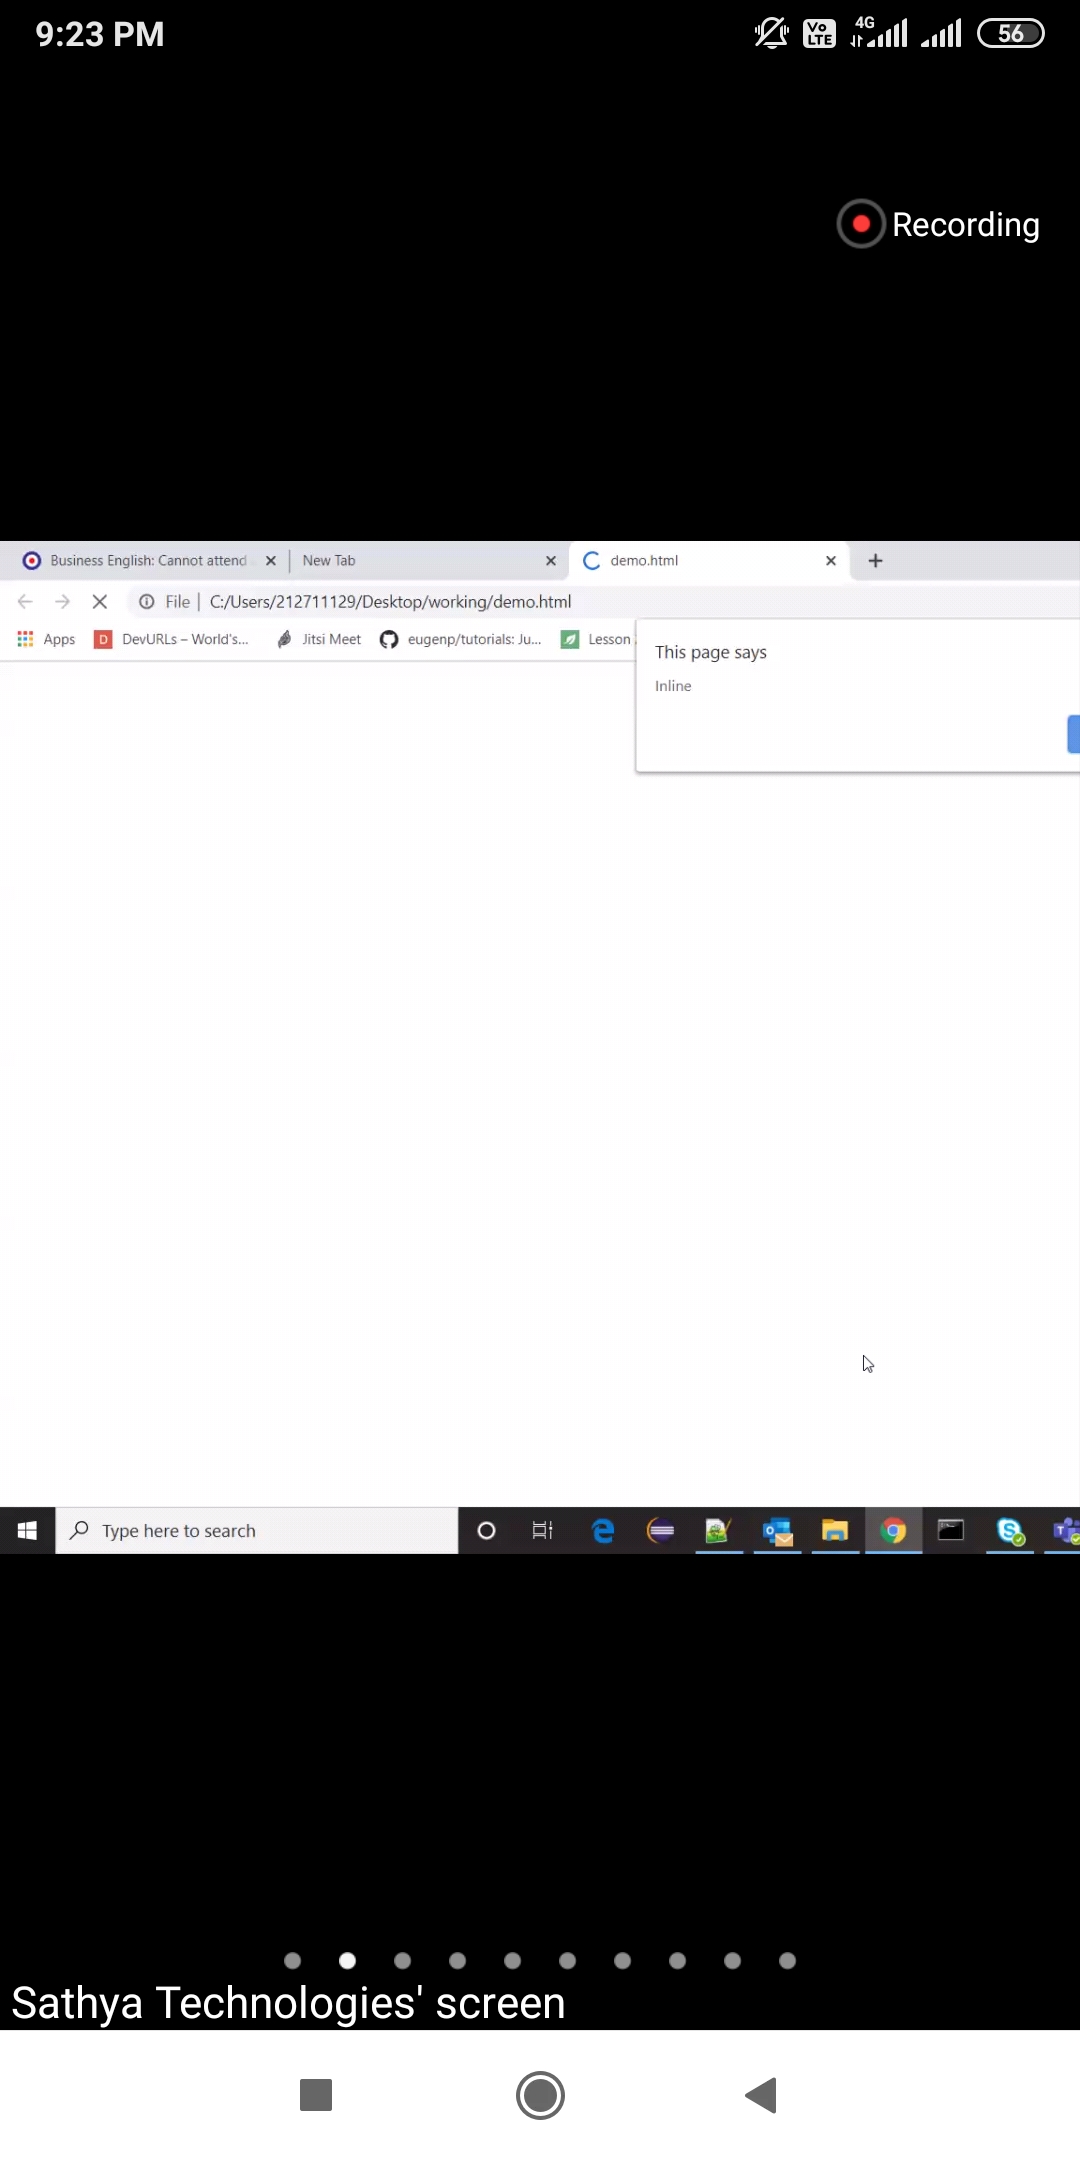 9:23 PM
Vo LTE 4G 56
Recording
Business English: Cannot attend New Tab demo.html
File C:/Users/212711129/Desktop/working/demo.html
Apps D DevURLs – World's... Jitsi Meet eugenp/tutorials: Ju... Lesson
This page says
Inline
Type here to search
Sathya Technologies' screen